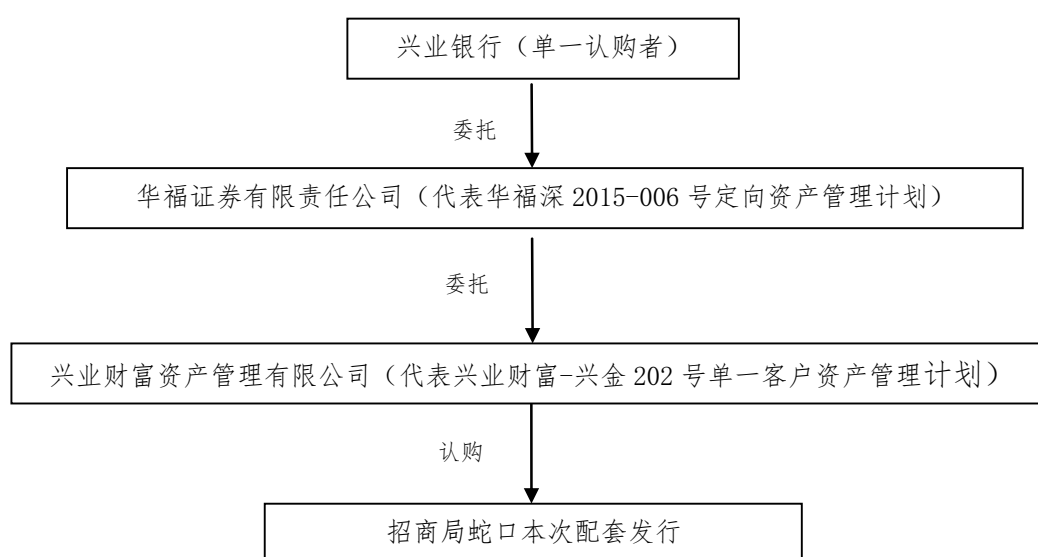 兴业银行（单一认购者）
委托
华福证券有限责任公司（代表华福深 2015-006 号定向资产管理计划）
委托
兴业财富资产管理有限公司（代表兴业财富-兴金 202 号单一客户资产管理计划）
认购
招商局蛇口本次配套发行